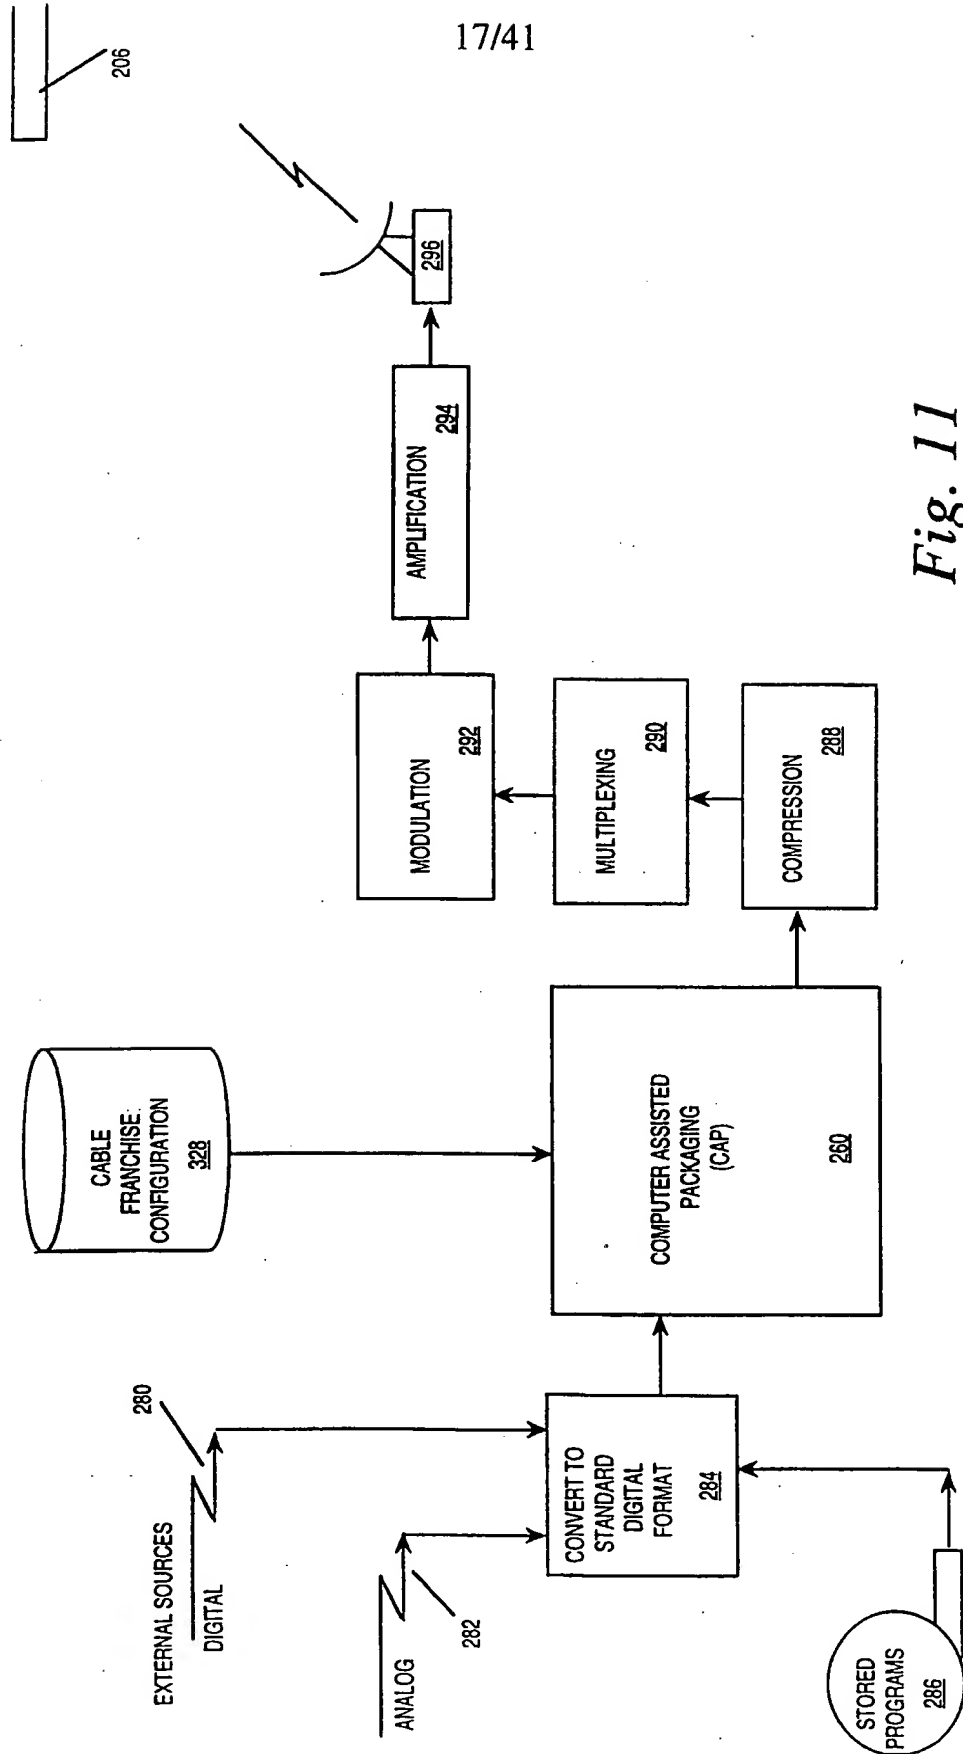 17/41
206
296
AMPLIFICATION
294
MODULATION
292
MULTIPLEXING
290
COMPRESSION
288
CABLE
FRANCHISE
CONFIGURATION
328
COMPUTER ASSISTED
PACKAGING
(CAP)
260
EXTERNAL SOURCES
DIGITAL
280
ANALOG
282
CONVERT TO
STANDARD
DIGITAL
FORMAT
284
STORED
PROGRAMS
286
Fig. 11